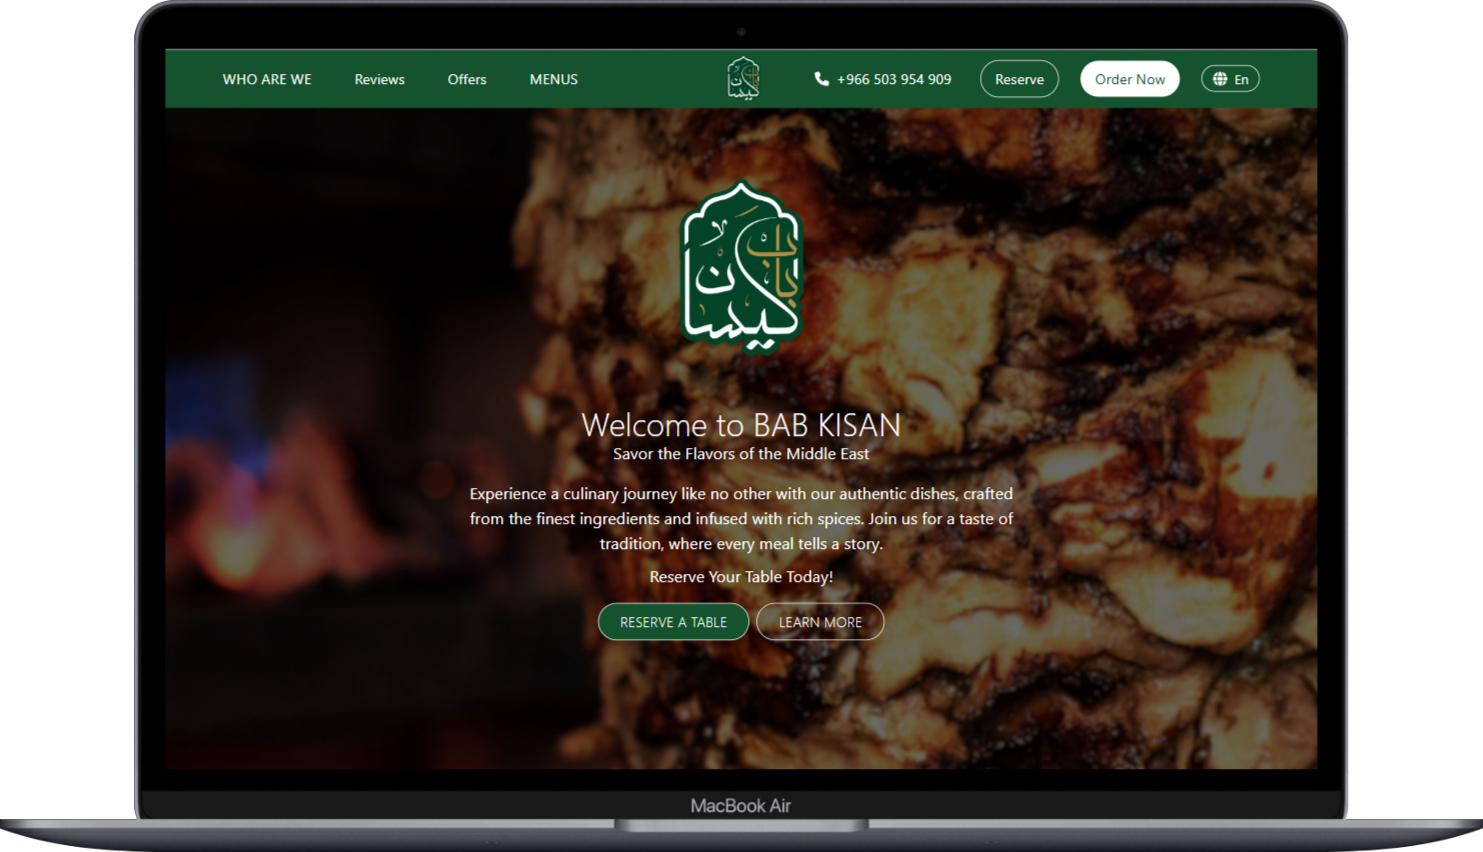 WHO ARE WE Reviews Offers MENUS باب كيسان +966 503 954 909 Reserve Order Now En
باب
كيسان
Welcome to BAB KISAN
Savor the Flavors of the Middle East
Experience a culinary journey like no other with our authentic dishes, crafted
from the finest ingredients and infused with rich spices. Join us for a taste of
tradition, where every meal tells a story.
Reserve Your Table Today!
RESERVE A TABLE LEARN MORE
MacBook Air